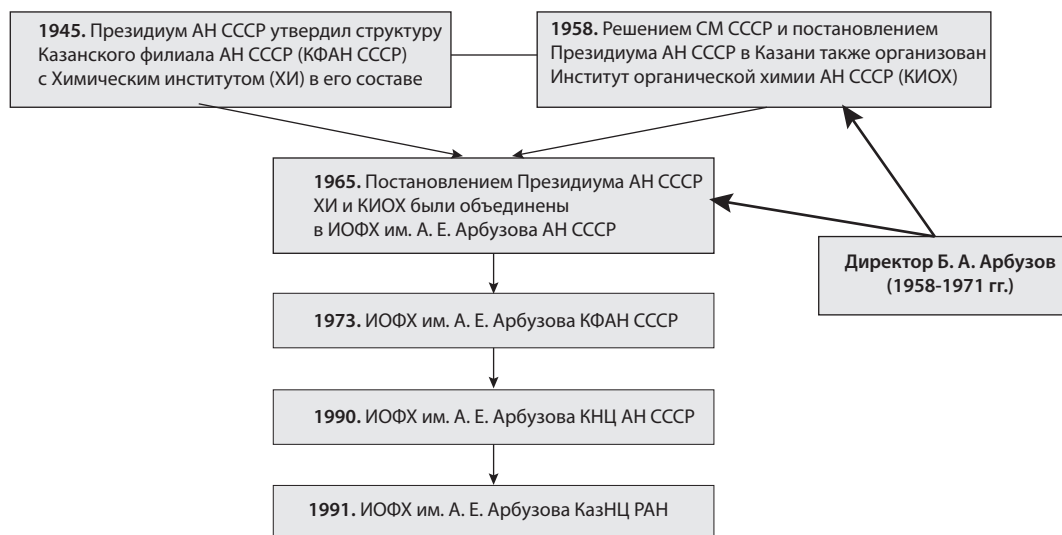 1945. Президиум АН СССР утвердил структуру
Казанского филиала АН СССР (КФАН СССР)
с Химическим институтом (ХИ) в его составе
1958. Решением СМ СССР и постановлением
Президиума АН СССР в Казани также организован
Институт органической химии АН СССР (КИОХ)
1965. Постановлением Президиума АН СССР
ХИ и КИОХ были объединены
в ИОФХ им. А. Е. Арбузова АН СССР
Директор Б. А. Арбузов
(1958-1971 гг.)
1973. ИОФХ им. А. Е. Арбузова КФАН СССР
1990. ИОФХ им. А. Е. Арбузова КНЦ АН СССР
1991. ИОФХ им. А. Е. Арбузова КазНЦ РАН